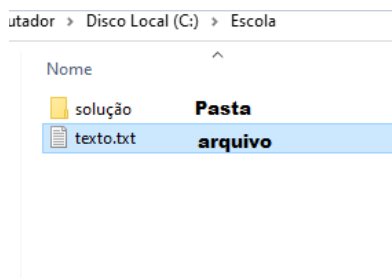 utador > Disco Local (C:) > Escola
Nome
solução Pasta
texto.txt arquivo